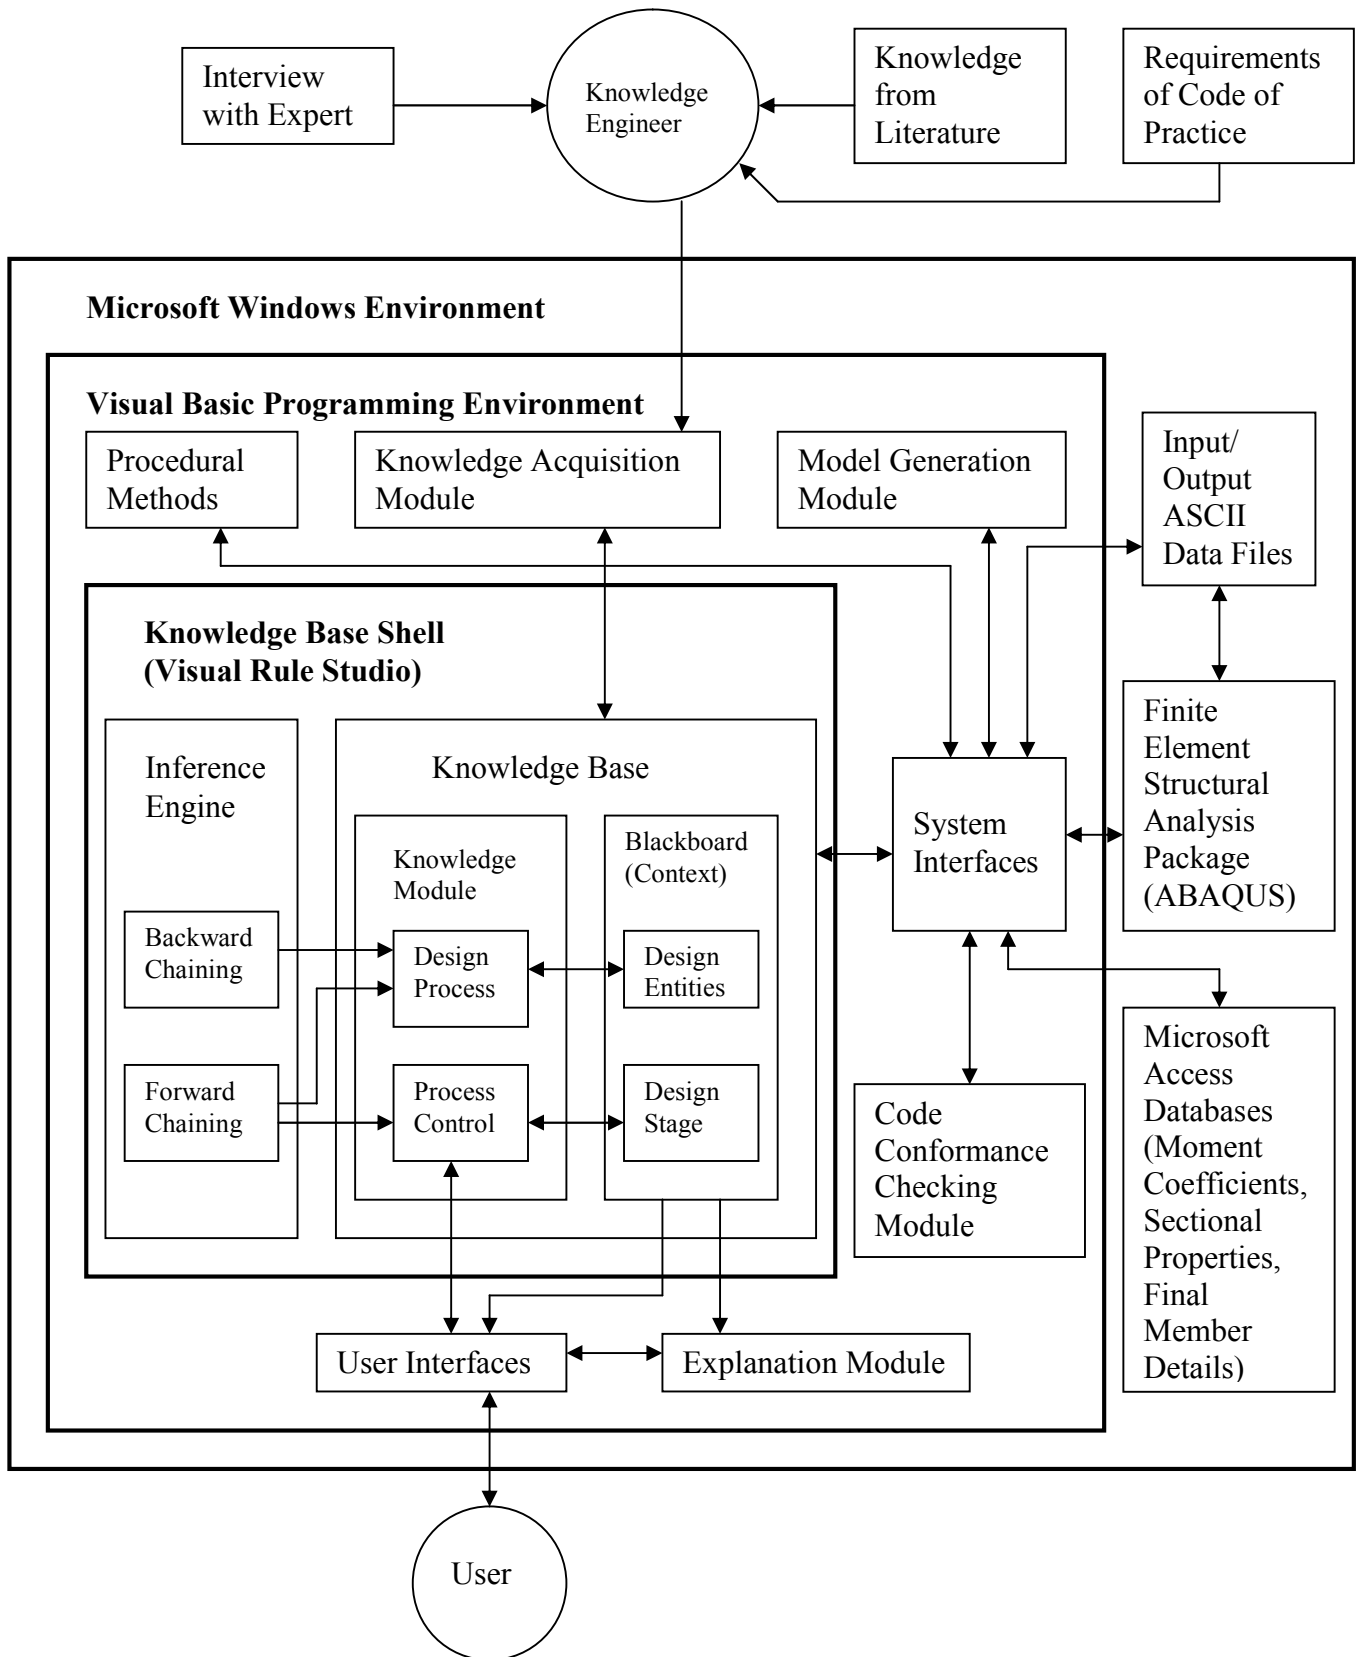 Interview
with Expert
Knowledge
Engineer
Knowledge
from
Literature
Requirements
of Code of
Practice
Microsoft Windows Environment
Visual Basic Programming Environment
Procedural
Methods
Knowledge Acquisition
Module
Model Generation
Module
Input/
Output
ASCII
Data Files
Knowledge Base Shell
(Visual Rule Studio)
Inference
Engine
Knowledge Base
Knowledge
Module
Blackboard
(Context)
Backward
Chaining
Design
Process
Design
Entities
Forward
Chaining
Process
Control
Design
Stage
System
Interfaces
Finite
Element
Structural
Analysis
Package
(ABAQUS)
Code
Conformance
Checking
Module
Microsoft
Access
Databases
(Moment
Coefficients,
Sectional
Properties,
Final
Member
Details)
User Interfaces
Explanation Module
User